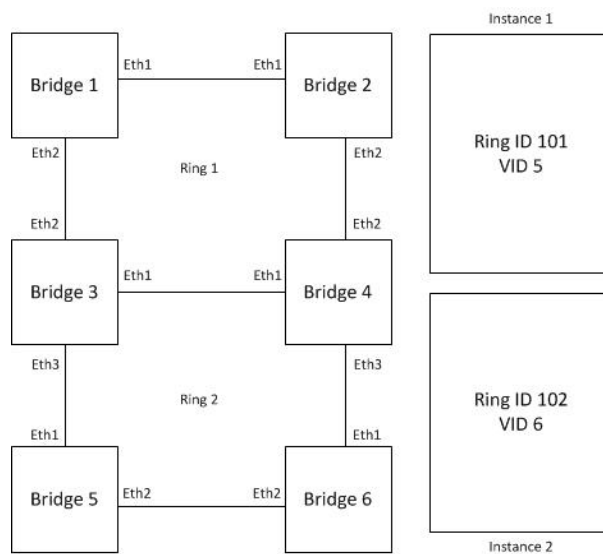 Instance 1
Eth1 Eth1
Bridge 1 Bridge 2
Eth2 Eth2
Ring 1
Ring ID 101
VID 5
Eth2 Eth2
Eth1 Eth1
Bridge 3 Bridge 4
Eth3 Eth3
Ring 2
Ring ID 102
VID 6
Eth1 Eth1
Bridge 5 Eth2 Eth2 Bridge 6
Instance 2